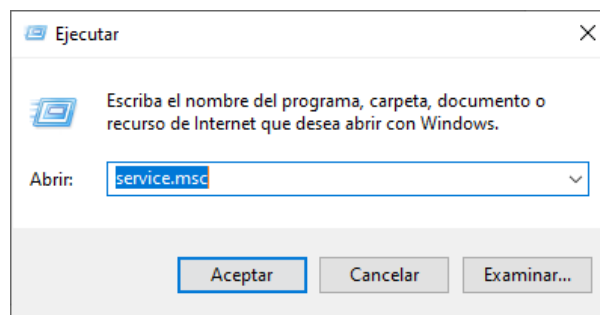 Ejecutar
Escriba el nombre del programa, carpeta, documento o
recurso de Internet que desea abrir con Windows.
Abrir: service.msc
Aceptar Cancelar Examinar...